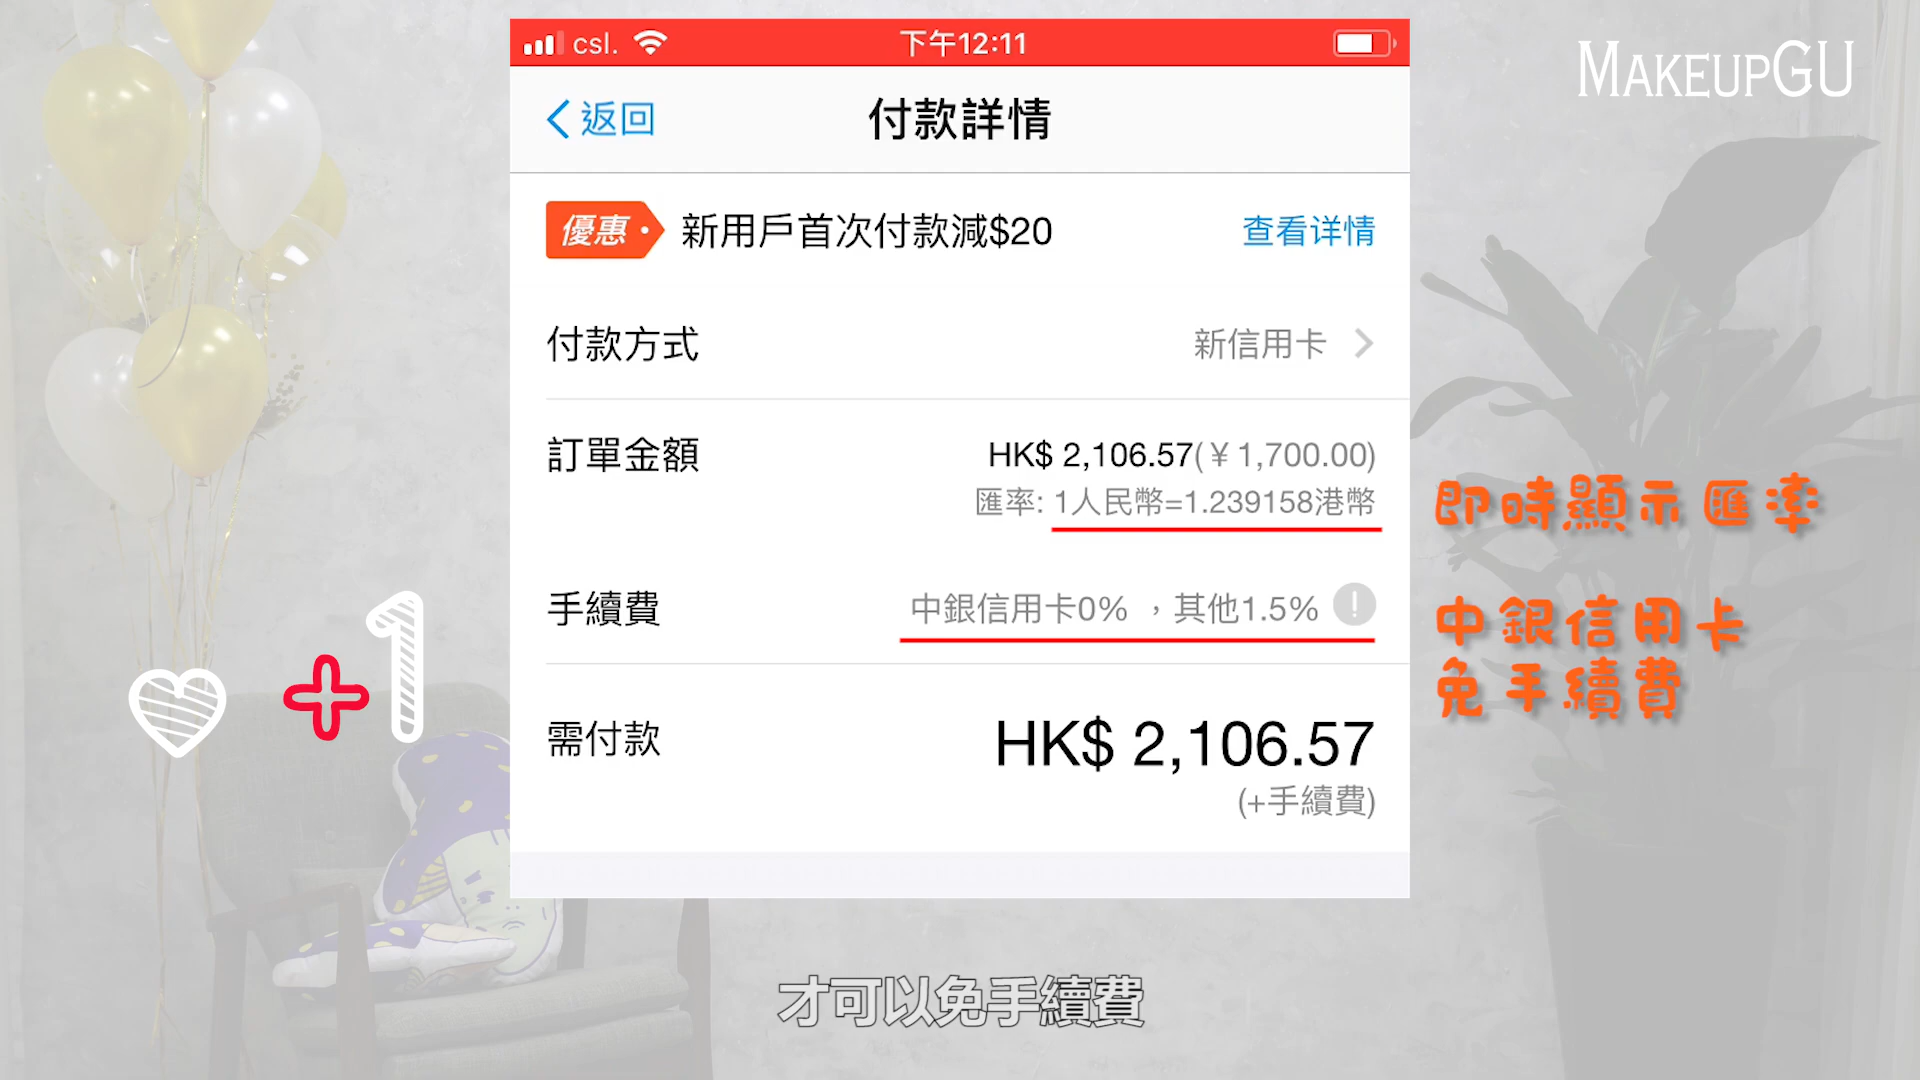 csl.
下午12:11
MAKEUPGU
返回
付款詳情
優惠
新用戶首次付款減$20
查看详情
付款方式
新信用卡
訂單金額
HK$ 2,106.57(¥1,700.00)
匯率: 1人民幣=1.239158港幣
即時顯示匯率
手續費
中銀信用卡0% ，其他1.5%
中銀信用卡
免手續費
+1
需付款
HK$ 2,106.57
(+手續費)
才可以免手續費